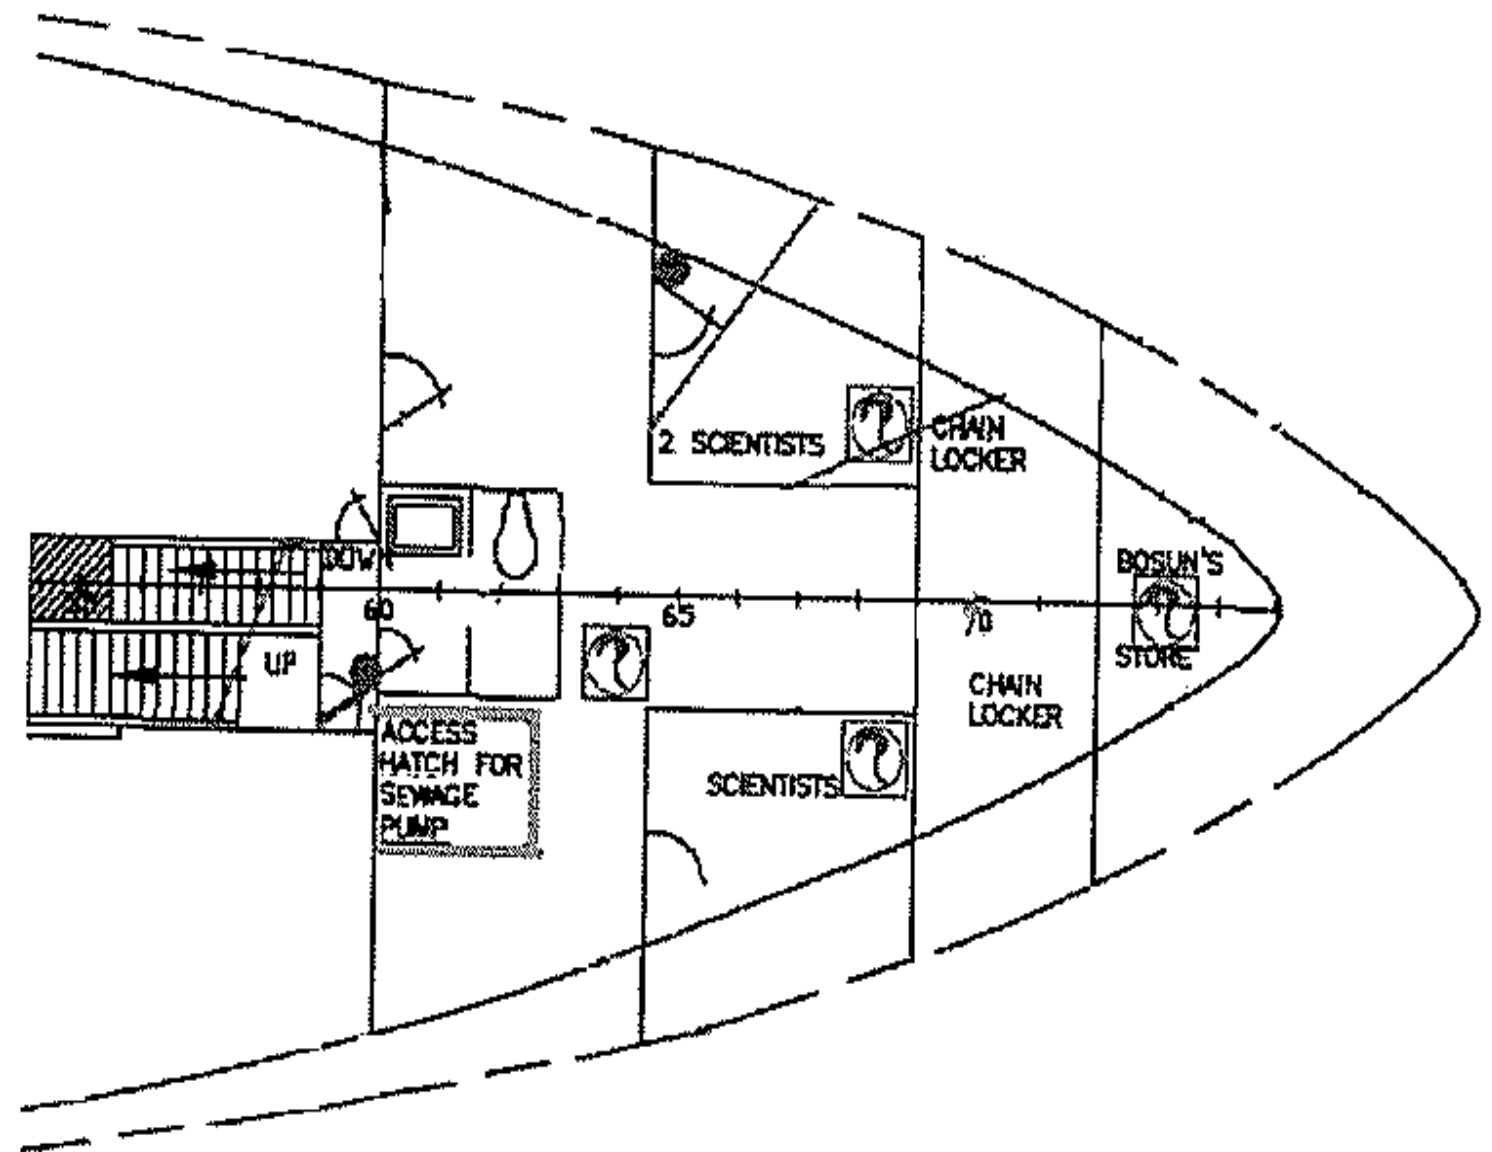 2 SCIENTISTS
CHAIN
LOCKER
DOWN
BOSUN'S
STORE
60
65
70
UP
CHAIN
LOCKER
ACCESS
HATCH FOR
SEWAGE
PUMP
SCIENTISTS